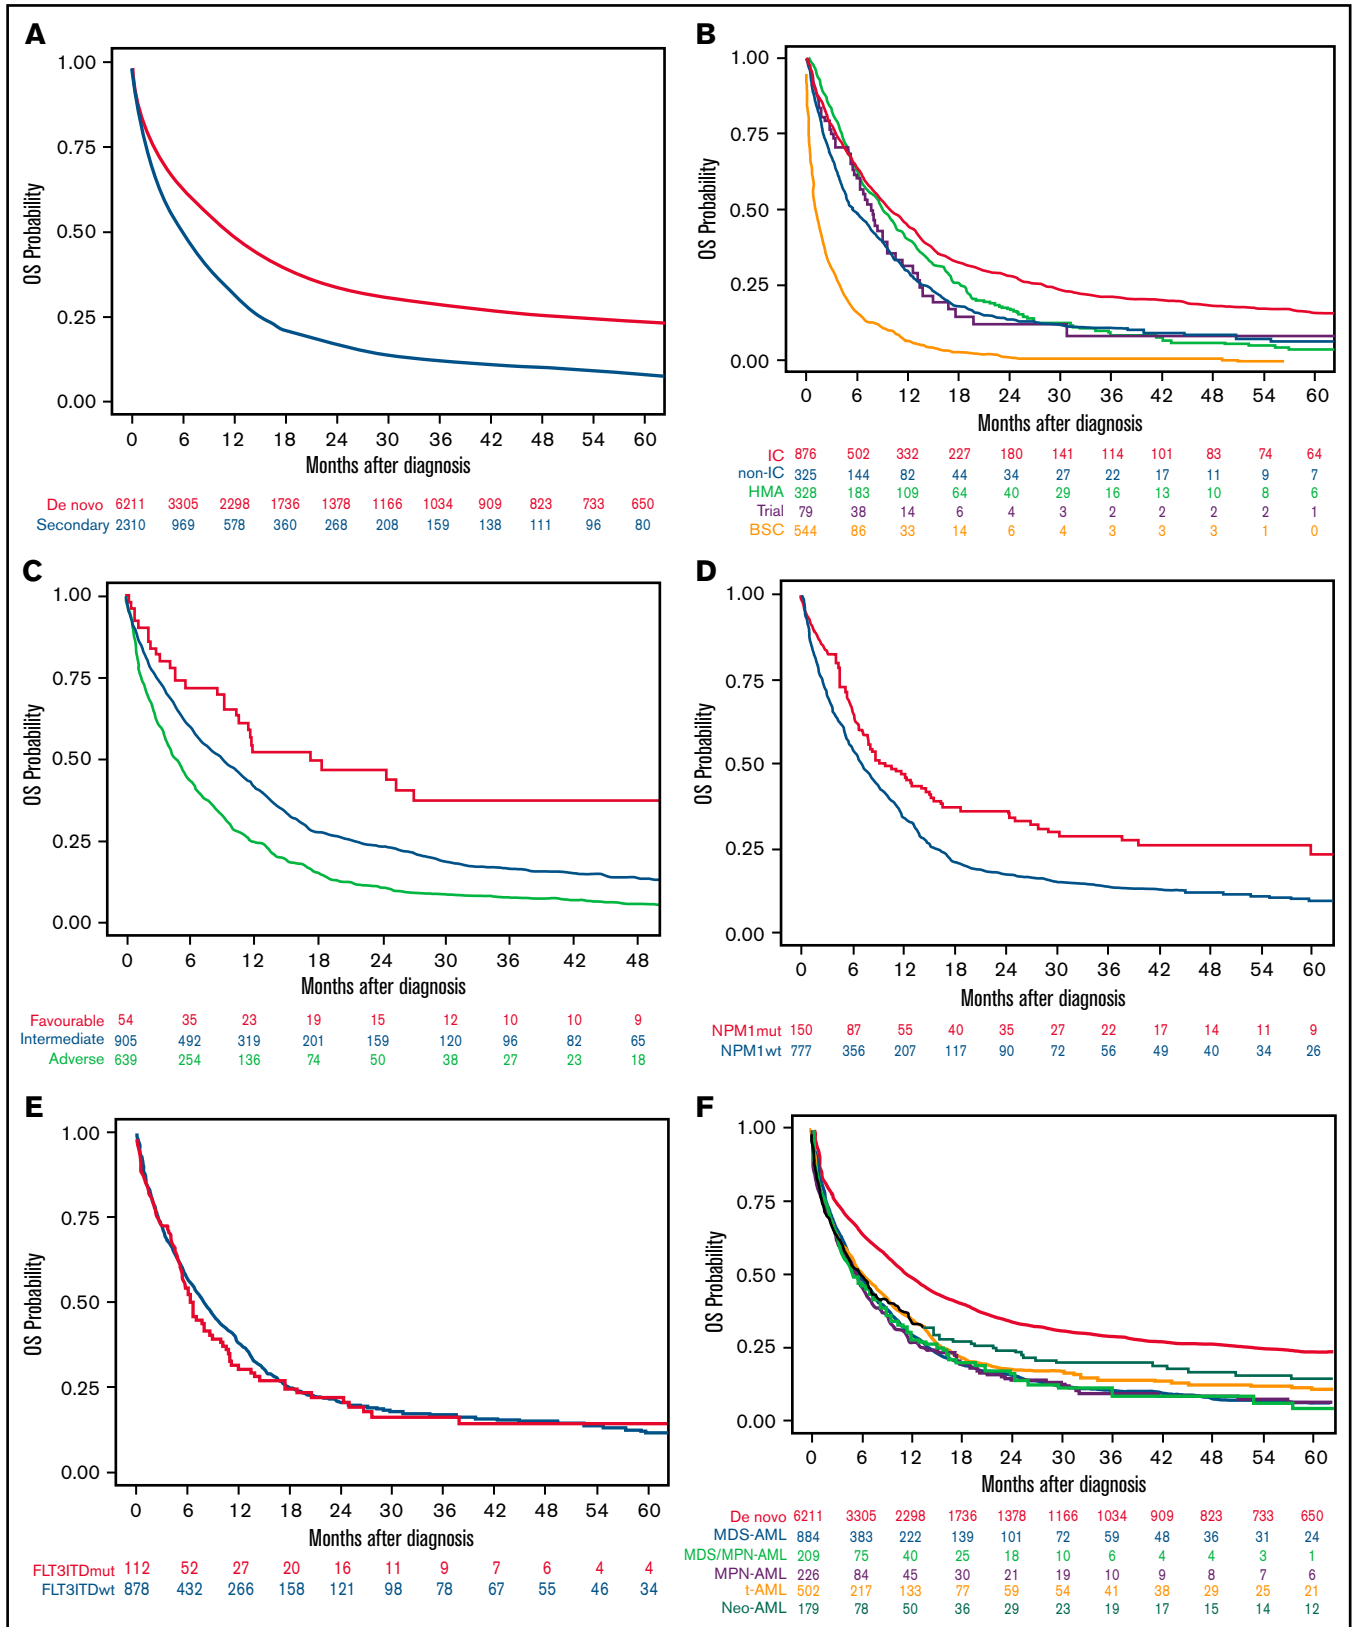 A
OS Probability
1.00
0.75
0.50
0.25
0.00
0 6 12 18 24 30 36 42 48 54 60
Months after diagnosis
De novo 6211 3305 2298 1736 1378 1166 1034 909 823 733 650
Secondary 2310 969 578 360 268 208 159 138 111 96 80
B
OS Probability
1.00
0.75
0.50
0.25
0.00
0 6 12 18 24 30 36 42 48 54 60
Months after diagnosis
IC 876 502 332 227 180 141 114 101 83 74 64
non-IC 325 144 82 44 34 27 22 17 11 9 7
HMA 328 183 109 64 40 29 16 13 10 8 6
Trial 79 38 14 6 4 3 2 2 2 2 1
BSC 544 86 33 14 6 4 3 3 3 1 0
C
OS Probability
1.00
0.75
0.50
0.25
0.00
0 6 12 18 24 30 36 42 48
Months after diagnosis
Favourable 54 35 23 19 15 12 10 10 9
Intermediate 905 492 319 201 159 120 96 82 65
Adverse 639 254 136 74 50 38 27 23 18
D
OS Probability
1.00
0.75
0.50
0.25
0.00
0 6 12 18 24 30 36 42 48 54 60
Months after diagnosis
NPM1mut 150 87 55 40 35 27 22 17 14 11 9
NPM1wt 777 356 207 117 90 72 56 49 40 34 26
E
OS Probability
1.00
0.75
0.50
0.25
0.00
0 6 12 18 24 30 36 42 48 54 60
Months after diagnosis
FLT3ITDmut 112 52 27 20 16 11 9 7 6 4 4
FLT3ITDwt 878 432 266 158 121 98 78 67 55 46 34
F
OS Probability
1.00
0.75
0.50
0.25
0.00
0 6 12 18 24 30 36 42 48 54 60
Months after diagnosis
De novo 6211 3305 2298 1736 1378 1166 1034 909 823 733 650
MDS-AML 884 383 222 139 101 72 59 48 36 31 24
MDS/MPN-AML 209 75 40 25 18 10 6 4 4 3 1
MPN-AML 226 84 45 30 21 19 10 9 8 7 6
t-AML 502 217 133 77 59 54 41 38 29 25 21
Neo-AML 179 78 50 36 29 23 19 17 15 14 12